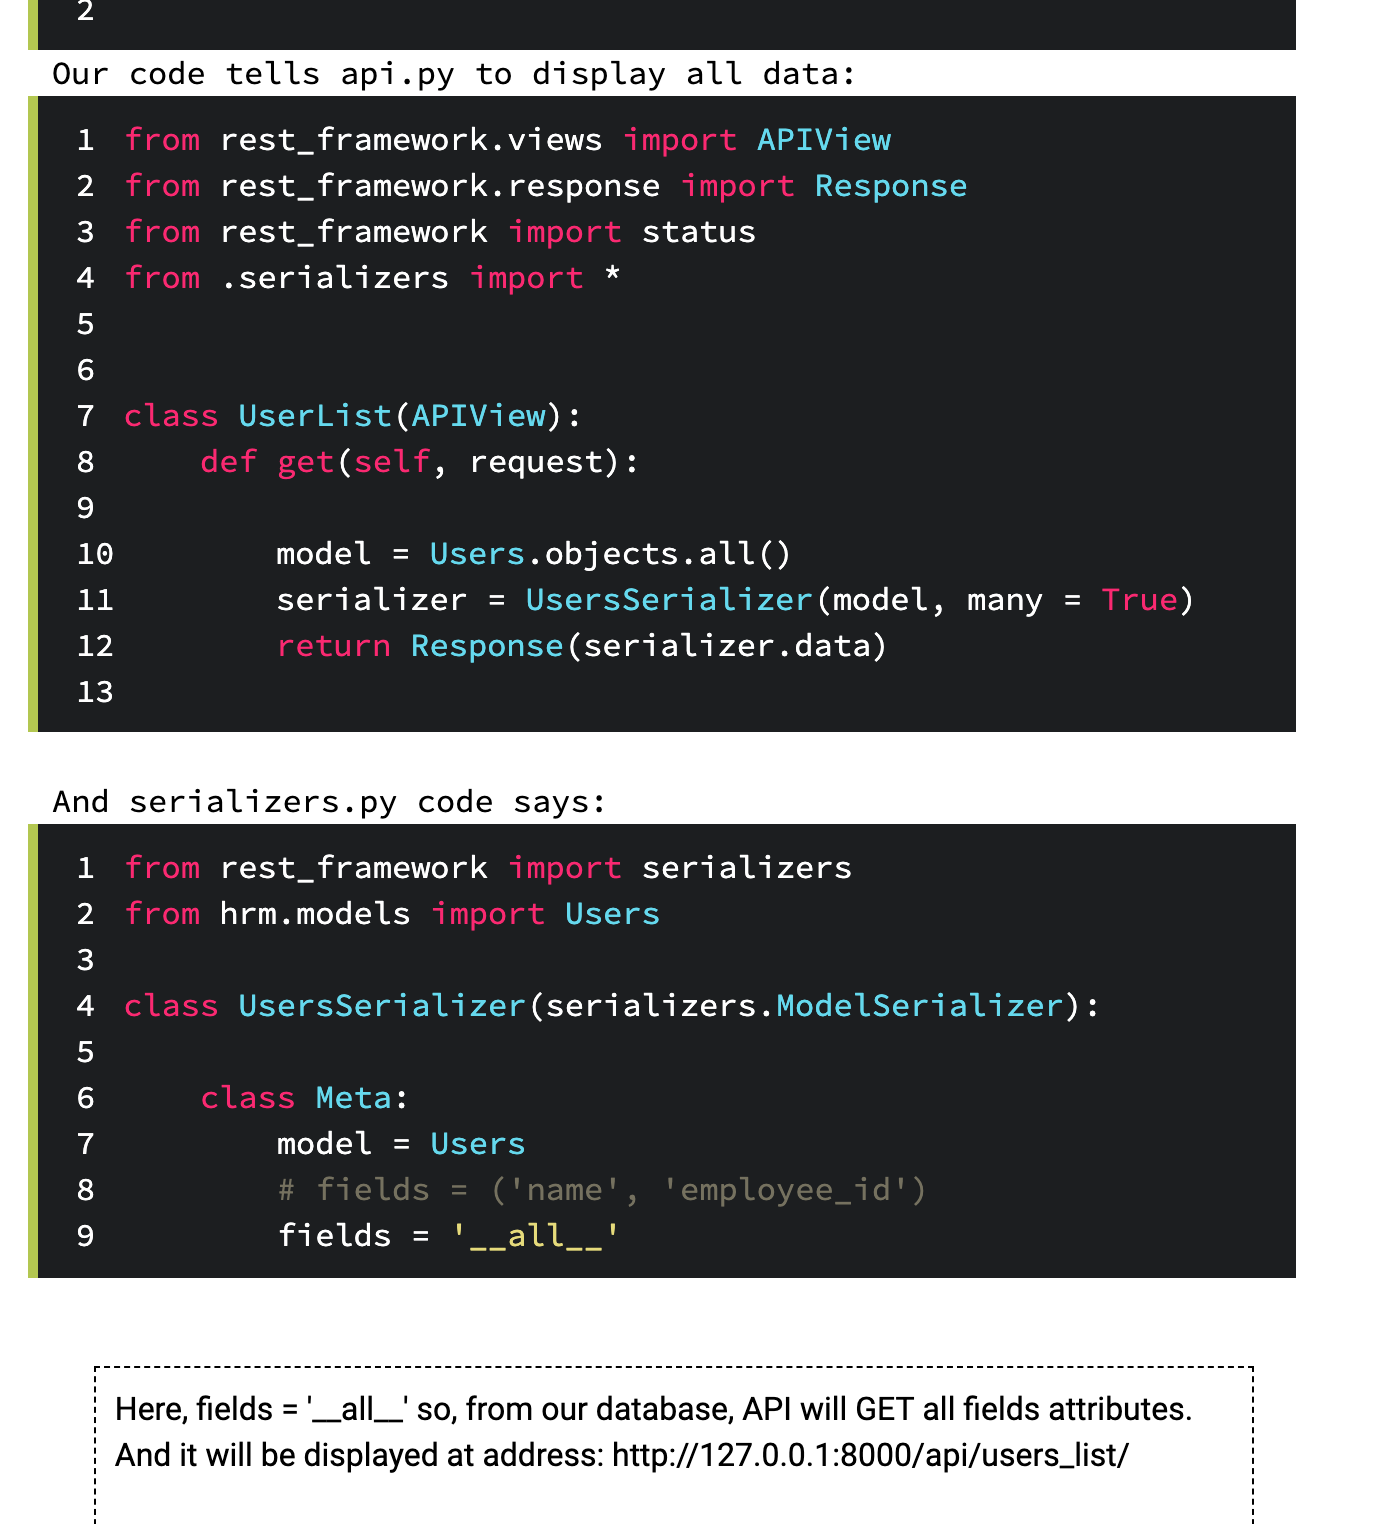 2
Our code tells api.py to display all data:
1 from rest_framework.views import APIView
2 from rest_framework.response import Response
3 from rest_framework import status
4 from .serializers import *
5
6
7 class UserList(APIView):
8     def get(self, request):
9
10         model = Users.objects.all()
11         serializer = UsersSerializer(model, many = True)
12         return Response(serializer.data)
13
And serializers.py code says:
1 from rest_framework import serializers
2 from hrm.models import Users
3
4 class UsersSerializer(serializers.ModelSerializer):
5
6     class Meta:
7         model = Users
8         # fields = ('name', 'employee_id')
9         fields = '__all__'
Here, fields = '__all__' so, from our database, API will GET all fields attributes.
And it will be displayed at address: http://127.0.0.1:8000/api/users_list/